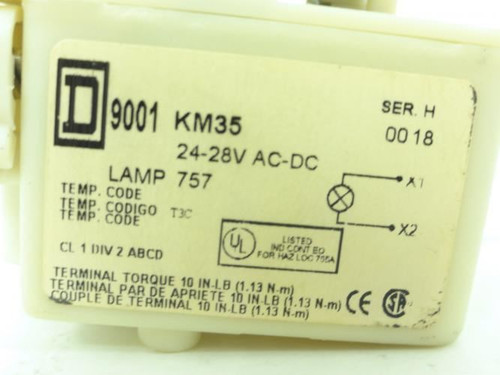 D 9001 KM35 SER. H
24-28V AC-DC 0018
LAMP 757
TEMP. CODE
TEMP. CODIGO T3C
TEMP. CODE
X1
X2
CL 1 DIV 2 ABCD
UL LISTED
IND CONT EQ
FOR HAZ LOC 765A
TERMINAL TORQUE 10 IN-LB (1.13 N-m)
TERMINAL PAR DE APRIETE 10 IN-LB (1.13 N-m)
COUPLE DE TERMINAL 10 IN-LB (1.13 N-m)
CE SA